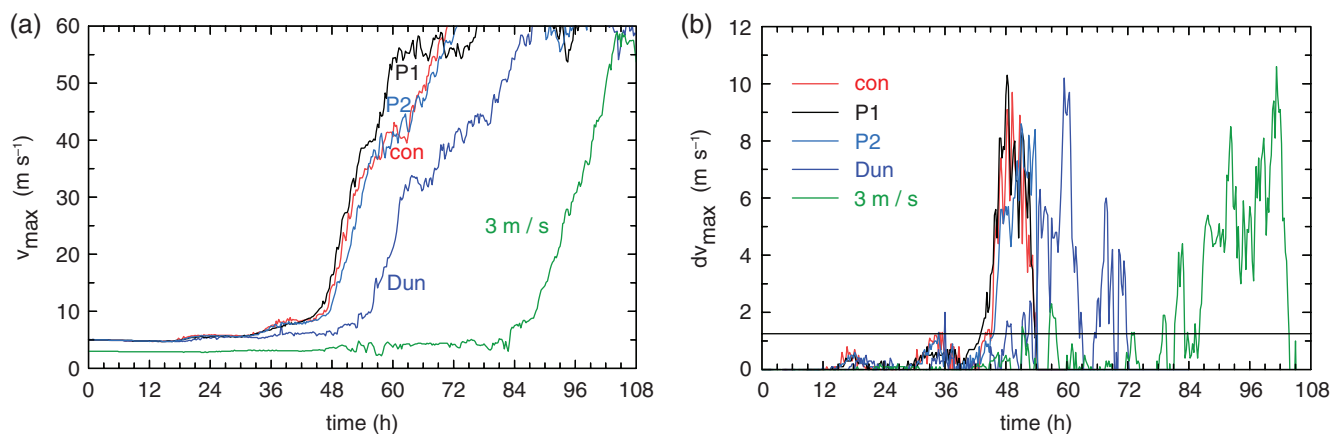 (a)
60
50
40
30
20
10
0
v_max (m s⁻¹)
P1
P2
con
Dun
3 m / s
0 12 24 36 48 60 72 84 96 108
time (h)
(b)
12
10
8
6
4
2
0
dv_max (m s⁻¹)
con
P1
P2
Dun
3 m / s
0 12 24 36 48 60 72 84 96 108
time (h)